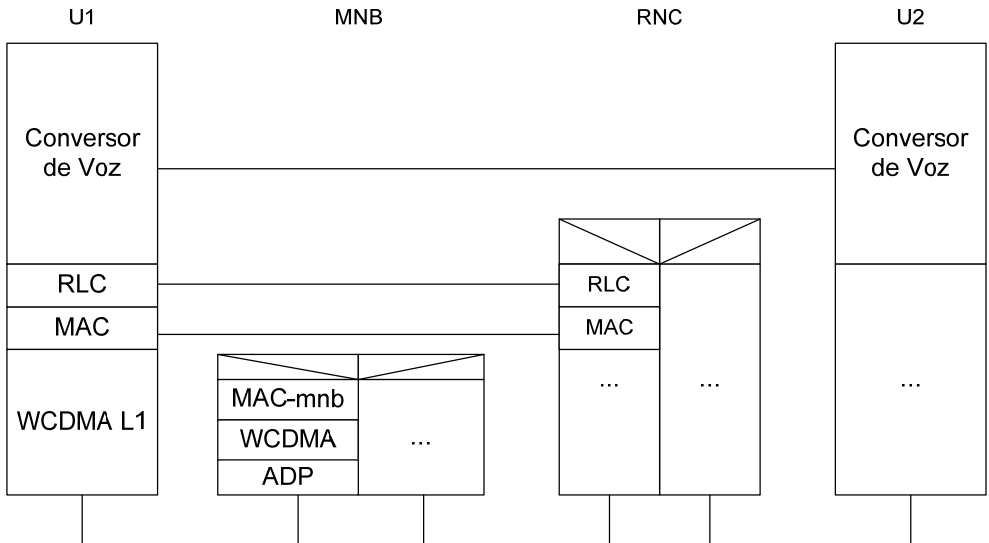 U1
MNB
RNC
U2
Conversor
de Voz
Conversor
de Voz
RLC
RLC
MAC
MAC
WCDMA L1
MAC-mnb
WCDMA
ADP
...
...
...
...